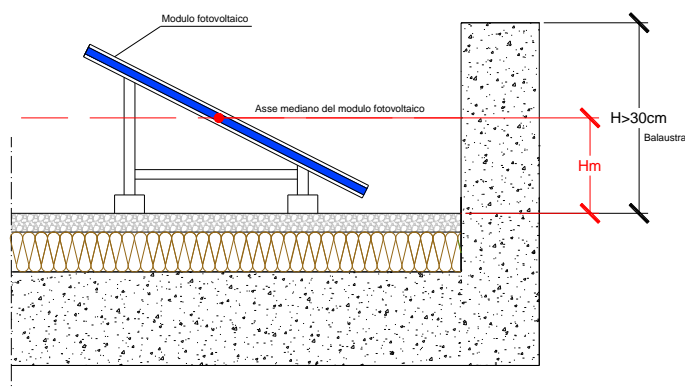 Modulo fotovoltaico
Asse mediano del modulo fotovoltaico
H>30cm
Balaustra
Hm